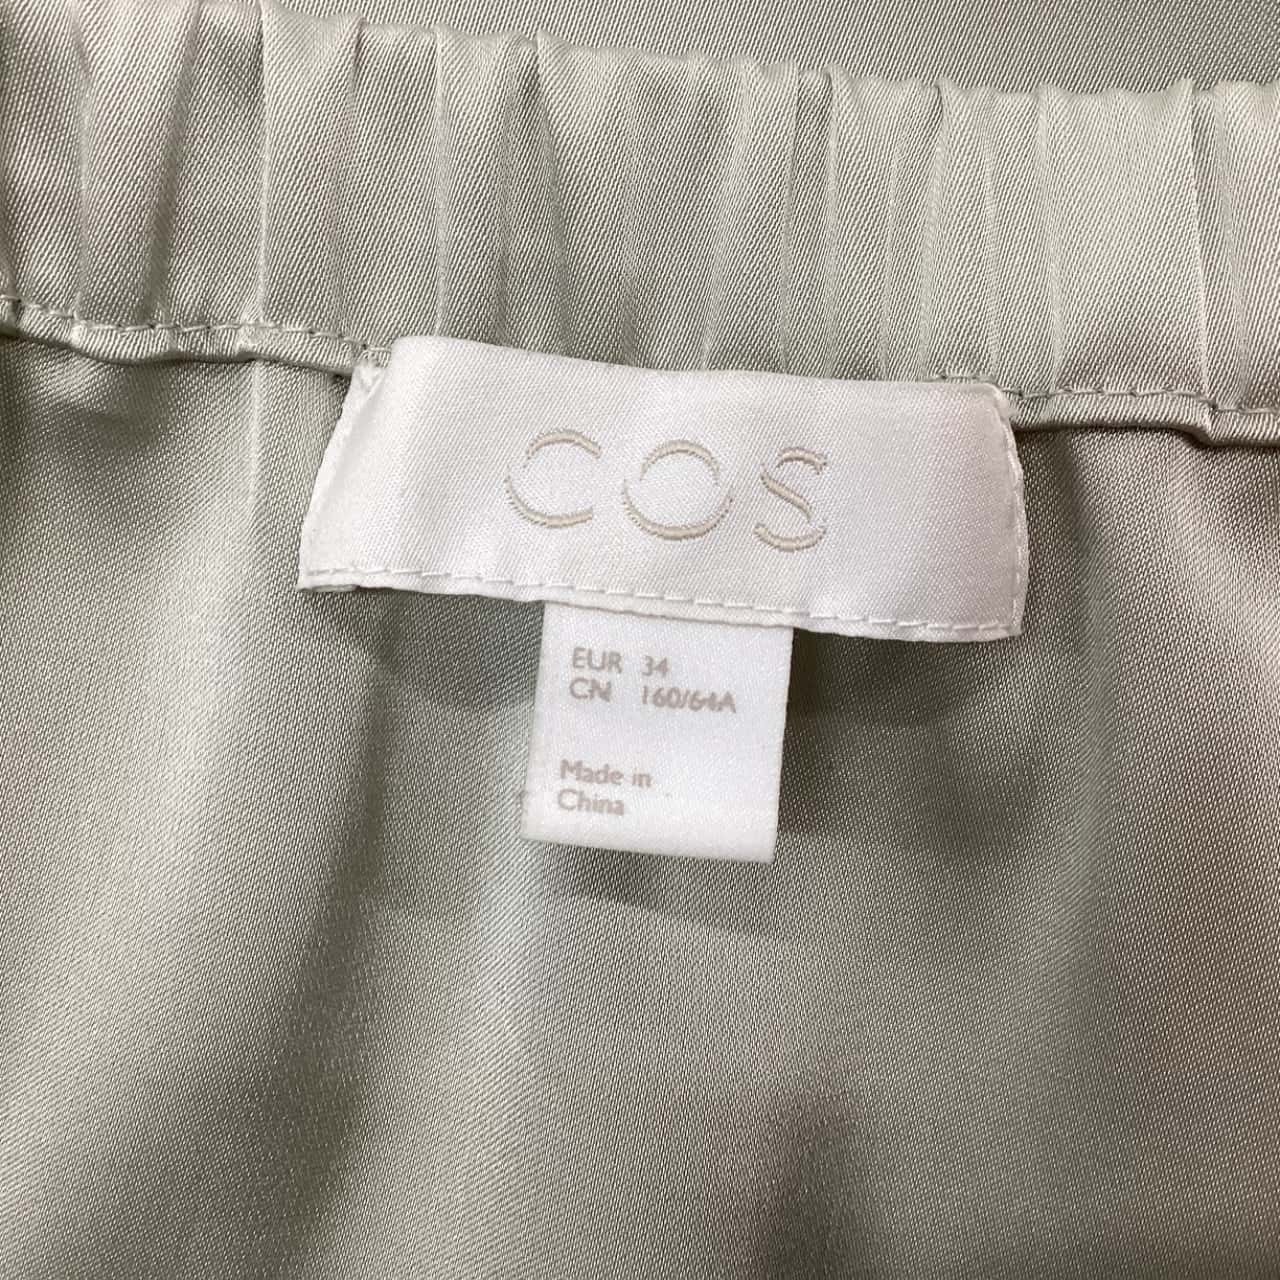 COS
EUR 34
CN 160/64A
Made in
China